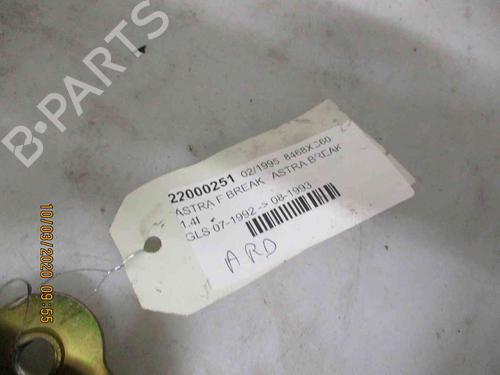 B-PARTS
22000251 02/1995 8468XC60
ASTRA F BREAK ASTRA BREAK
1.4I
GLS 07-1992 -> 08-1993
ARD
10/03/2020 09:55